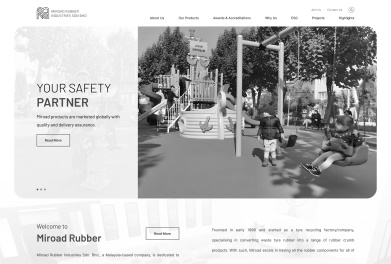 MIROAD RUBBER
INDUSTRIES SDN BHD
Join Us
Contact Us
About Us
Our Products
Awards & Accreditations
Why Us
ESG
Projects
Highlights
YOUR SAFETY
PARTNER
Miroad products are marketed globally with
quality and delivery assurance.
Read More
Welcome to
Miroad Rubber
Read More
Miroad Rubber Industries Sdn. Bhd., a Malaysia-based company, is dedicated to
Founded in early 1990 and started as a tyre recycling factory/company,
specialising in converting waste tyre rubber into a range of rubber crumb
products. With such, Miroad excels in having all the rubber components for all of